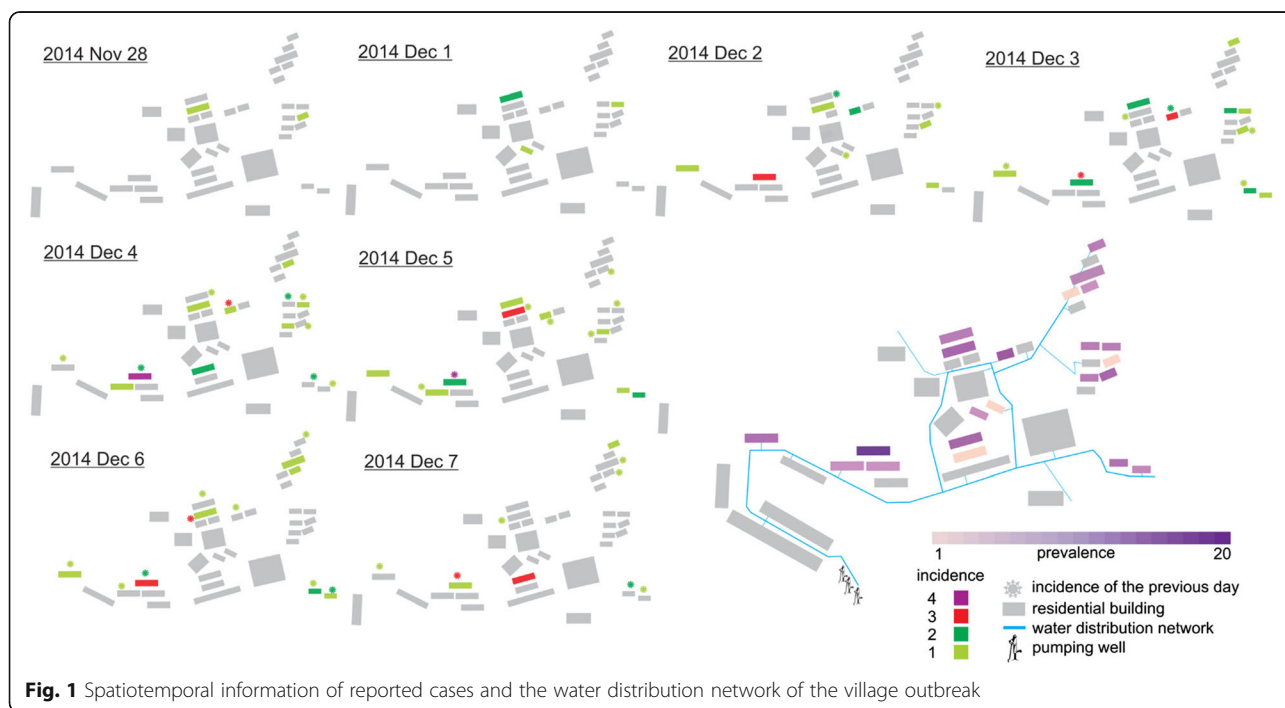 2014 Nov 28
2014 Dec 1
2014 Dec 2
2014 Dec 3
2014 Dec 4
2014 Dec 5
2014 Dec 6
2014 Dec 7
1 20
prevalence
incidence
4
3
2
1
incidence of the previous day
residential building
water distribution network
pumping well
Fig. 1 Spatiotemporal information of reported cases and the water distribution network of the village outbreak